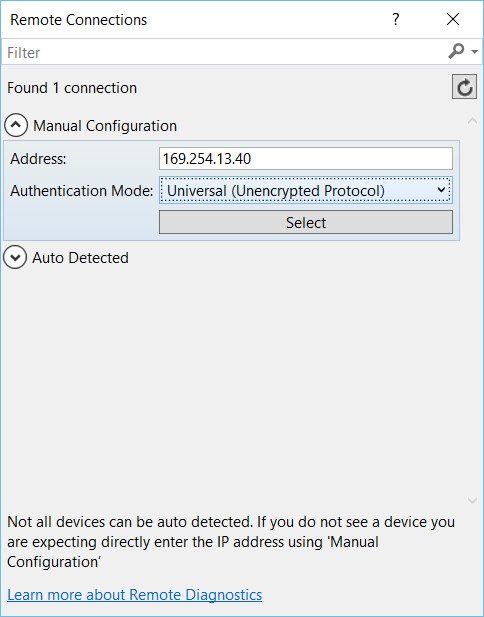 Remote Connections ?
Filter
Found 1 connection
Manual Configuration
Address: 169.254.13.40
Authentication Mode: Universal (Unencrypted Protocol)
Select
Auto Detected
Not all devices can be auto detected. If you do not see a device you
are expecting directly enter the IP address using 'Manual
Configuration'
Learn more about Remote Diagnostics